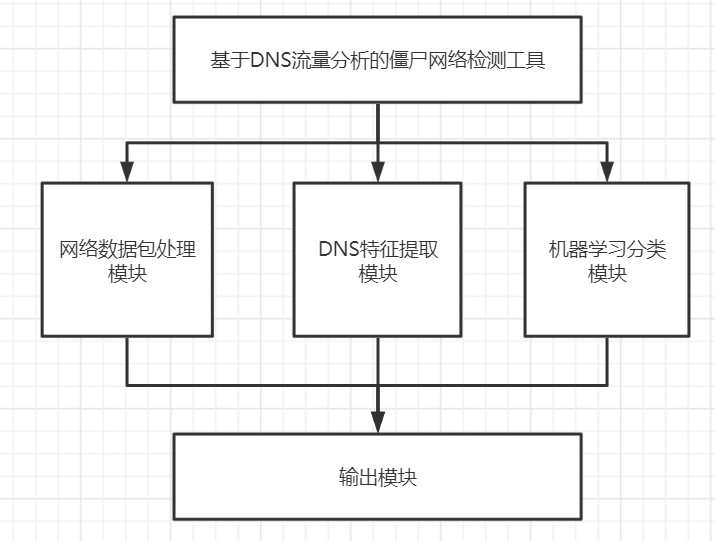 基于DNS流量分析的僵尸网络检测工具
网络数据包处理
模块
DNS特征提取
模块
机器学习分类
模块
输出模块